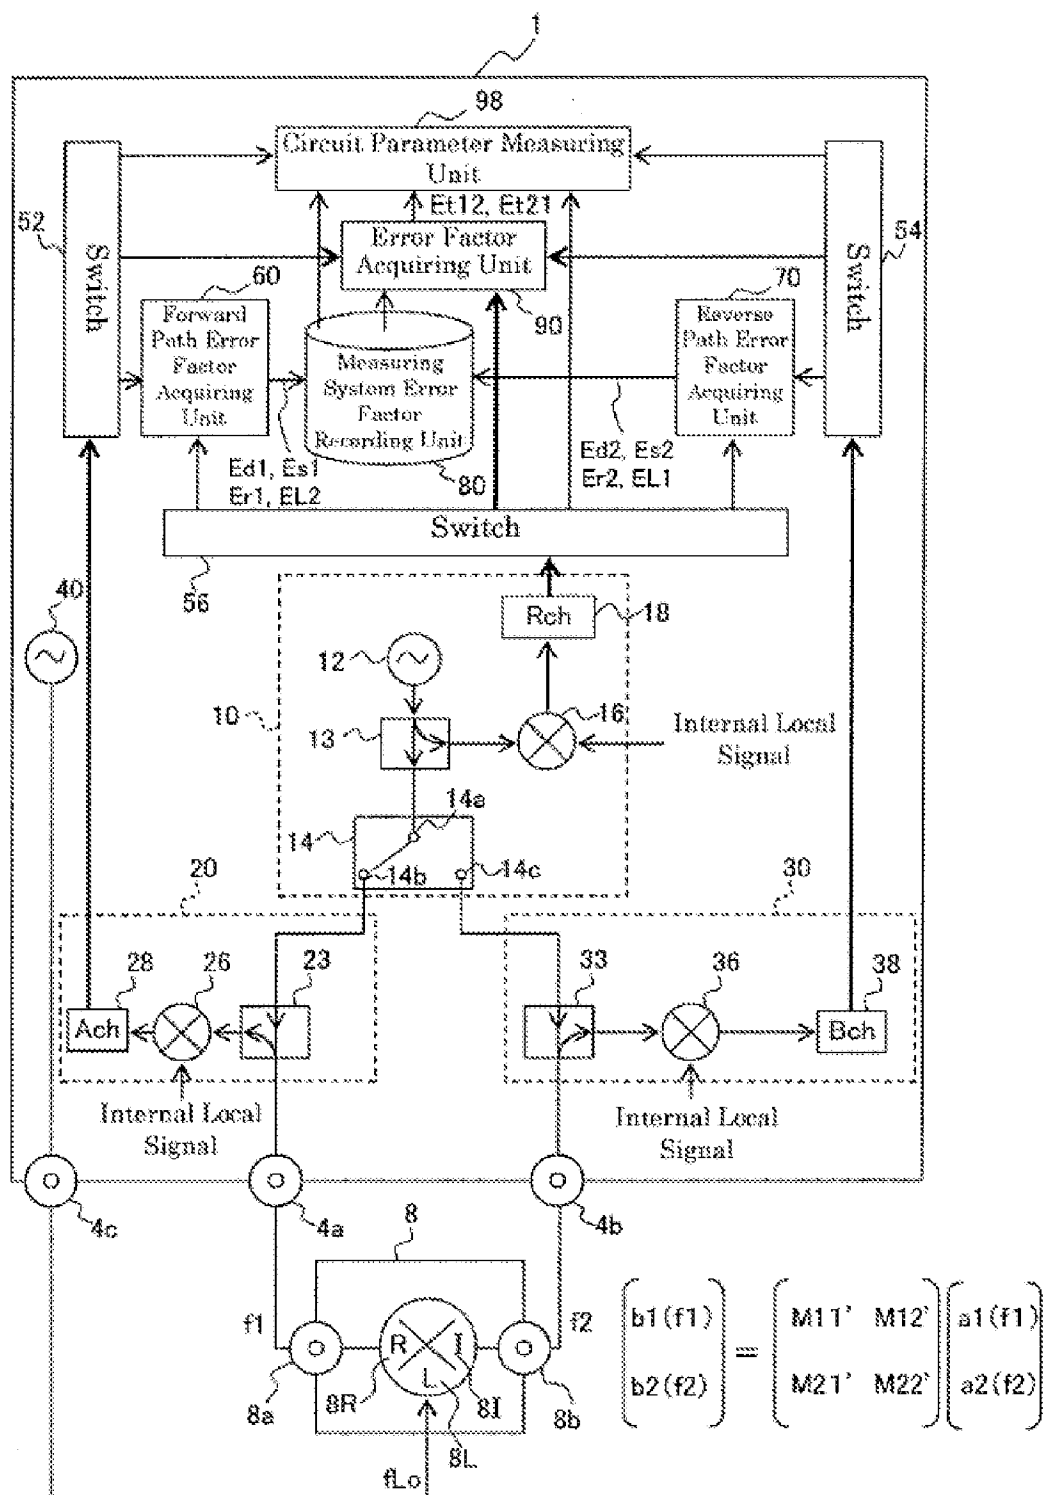 1
98
Circuit Parameter Measuring
Unit
Et12, Et21
52
Switch
Error Factor
Acquiring Unit
54
Switch
60
90
70
Forward
Path Error
Factor
Acquiring
Unit
Measuring
System Error
Factor
Recording Unit
Reverse
Path Error
Factor
Acquiring
Unit
Ed1, Es1
Er1, EL2
80
Ed2, Es2
Er2, EL1
Switch
56
40
Rch
18
12
10
13
16
Internal Local
Signal
14
14a
14b
14c
20
30
28
26
23
33
36
38
Ach
Bch
Internal Local
Signal
Internal Local
Signal
4c
4a
4b
8
f1
f2
R
I
L
8a
8R
8I
8b
8L
fLo
b1(f1)
b2(f2)
=
M11' M12'
M21' M22'
a1(f1)
a2(f2)